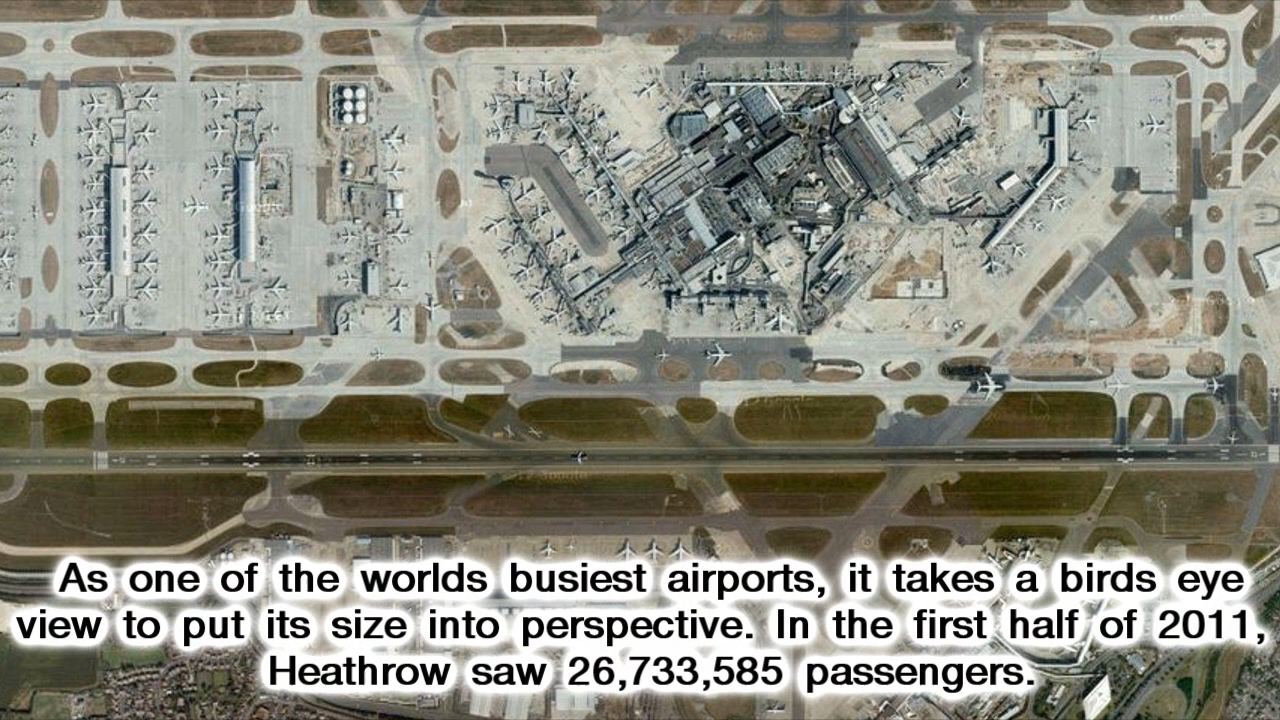 As one of the worlds busiest airports, it takes a birds eye
view to put its size into perspective. In the first half of 2011,
Heathrow saw 26,733,585 passengers.